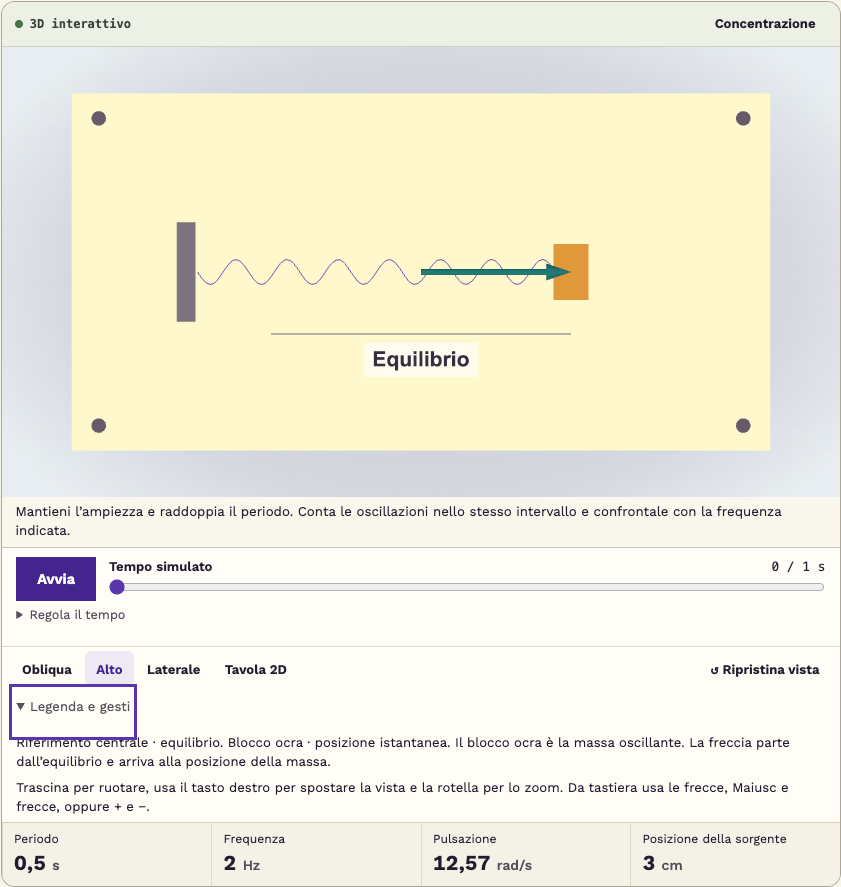 3D interattivo
Concentrazione
Equilibrio
Mantieni l’ampiezza e raddoppia il periodo. Conta le oscillazioni nello stesso intervallo e confrontale con la frequenza
indicata.
Avvia
Tempo simulato
0 / 1 s
▶ Regola il tempo
Obliqua
Alto
Laterale
Tavola 2D
↺ Ripristina vista
▼ Legenda e gesti
Riferimento centrale · equilibrio. Blocco ocra · posizione istantanea. Il blocco ocra è la massa oscillante. La freccia parte
dall’equilibrio e arriva alla posizione della massa.
Trascina per ruotare, usa il tasto destro per spostare la vista e la rotella per lo zoom. Da tastiera usa le frecce, Maiusc e
frecce, oppure + e −.
Periodo
0,5 s
Frequenza
2 Hz
Pulsazione
12,57 rad/s
Posizione della sorgente
3 cm